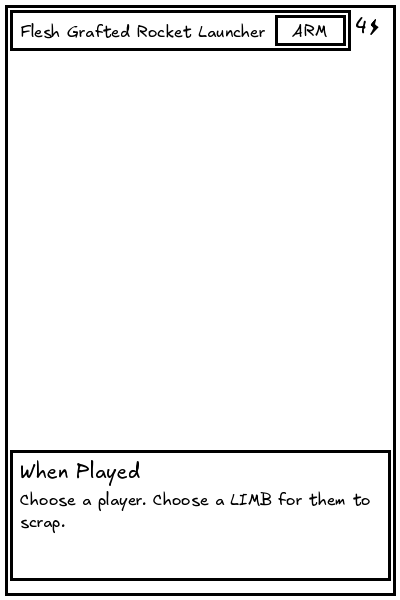 Flesh Grafted Rocket Launcher ARM 4⚡
When Played
Choose a player. Choose a LIMB for them to
scrap.